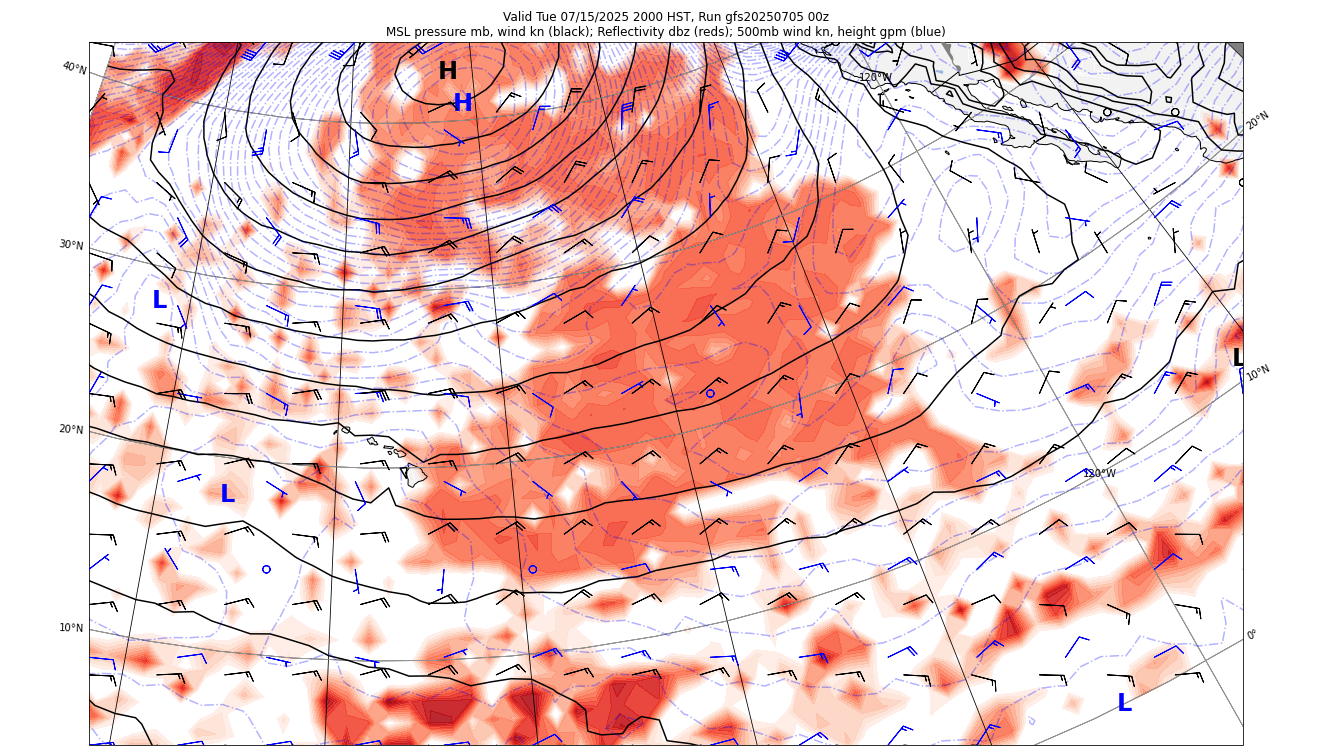 Valid Tue 07/15/2025 2000 HST, Run gfs20250705 00z
MSL pressure mb, wind kn (black); Reflectivity dbz (reds); 500mb wind kn, height gpm (blue)
40°N
H
H
120°W
20°N
30°N
L
L
10°N
20°N
L
120°W
10°N
0°
L